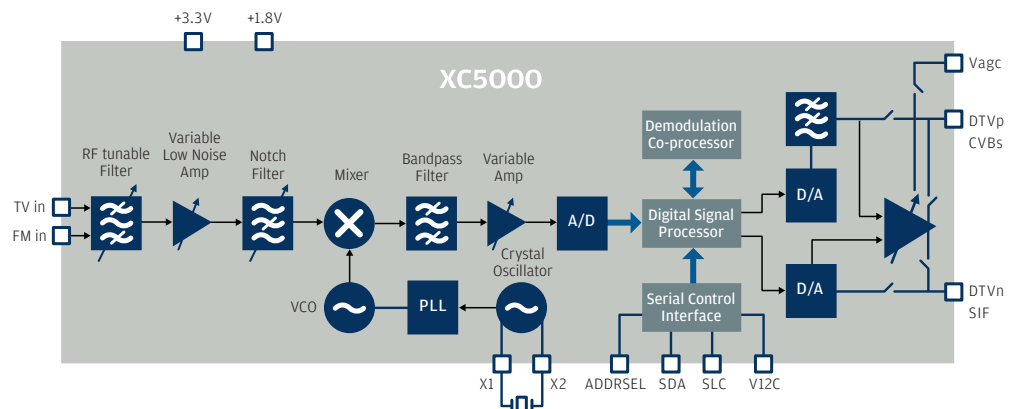 +3.3V
+1.8V
XC5000
Vagc
DTVp
CVBs
Demodulation
Co-processor
RF tunable
Filter
Variable
Low Noise
Amp
Notch
Filter
Mixer
Bandpass
Filter
Variable
Amp
D/A
TV in
FM in
A/D
Digital Signal
Processor
Crystal
Oscillator
VCO
PLL
Serial Control
Interface
D/A
DTVn
SIF
X1
X2
ADDRSEL
SDA
SLC
V12C